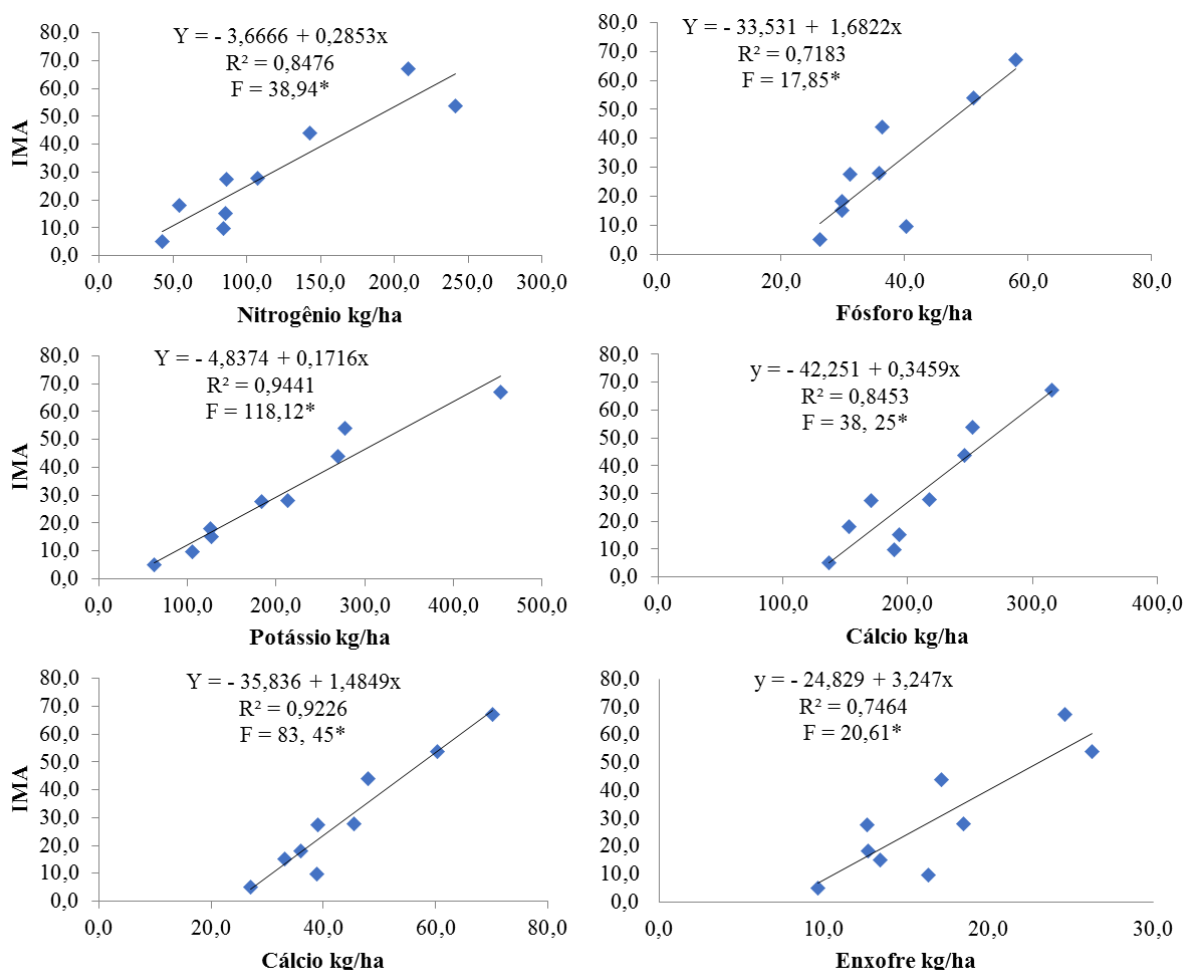 Y = - 3,6666 + 0,2853x
R² = 0,8476
F = 38,94*
80,0
70,0
60,0
50,0
40,0
30,0
20,0
10,0
0,0
IMA
0,0 50,0 100,0 150,0 200,0 250,0 300,0
Nitrogênio kg/ha
Y = - 33,531 + 1,6822x
R² = 0,7183
F = 17,85*
80,0
70,0
60,0
50,0
40,0
30,0
20,0
10,0
0,0
0,0 20,0 40,0 60,0 80,0
Fósforo kg/ha
Y = - 4,8374 + 0,1716x
R² = 0,9441
F = 118,12*
80,0
70,0
60,0
50,0
40,0
30,0
20,0
10,0
0,0
IMA
0,0 100,0 200,0 300,0 400,0 500,0
Potássio kg/ha
y = - 42,251 + 0,3459x
R² = 0,8453
F = 38, 25*
80,0
70,0
60,0
50,0
40,0
30,0
20,0
10,0
0,0
0,0 100,0 200,0 300,0 400,0
Cálcio kg/ha
Y = - 35,836 + 1,4849x
R² = 0,9226
F = 83, 45*
80,0
70,0
60,0
50,0
40,0
30,0
20,0
10,0
0,0
IMA
0,0 20,0 40,0 60,0 80,0
Cálcio kg/ha
y = - 24,829 + 3,247x
R² = 0,7464
F = 20,61*
80,0
70,0
60,0
50,0
40,0
30,0
20,0
10,0
0,0
10,0 20,0 30,0
Enxofre kg/ha